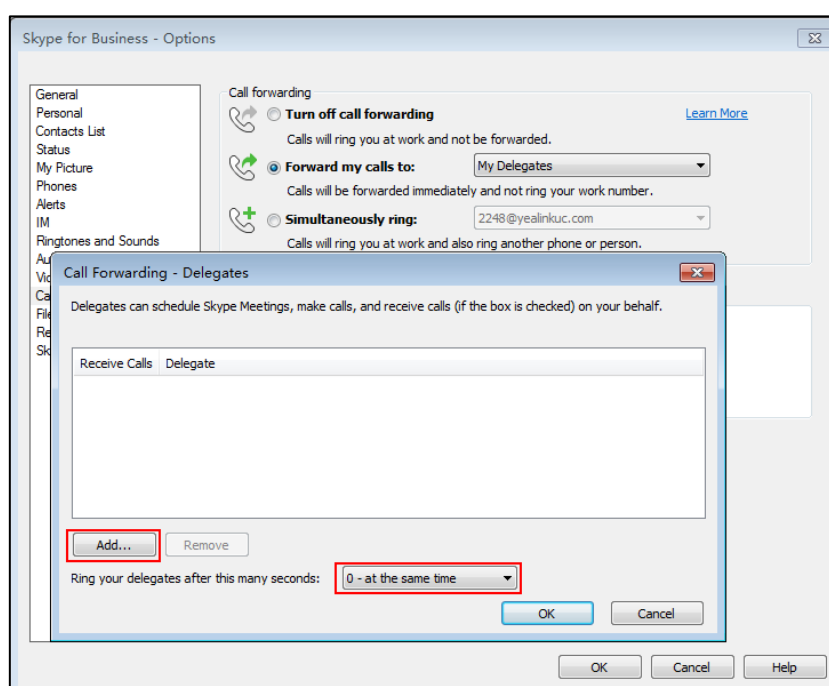 Skype for Business - Options
General
Personal
Contacts List
Status
My Picture
Phones
Alerts
IM
Ringtones and Sounds
Call forwarding
Turn off call forwarding
Learn More
Calls will ring you at work and not be forwarded.
Forward my calls to:
My Delegates
Calls will be forwarded immediately and not ring your work number.
Simultaneously ring:
2248@yealinkuc.com
Calls will ring you at work and also ring another phone or person.
Call Forwarding - Delegates
Delegates can schedule Skype Meetings, make calls, and receive calls (if the box is checked) on your behalf.
Receive Calls Delegate
Add... Remove
Ring your delegates after this many seconds: 0 - at the same time
OK Cancel
OK Cancel Help